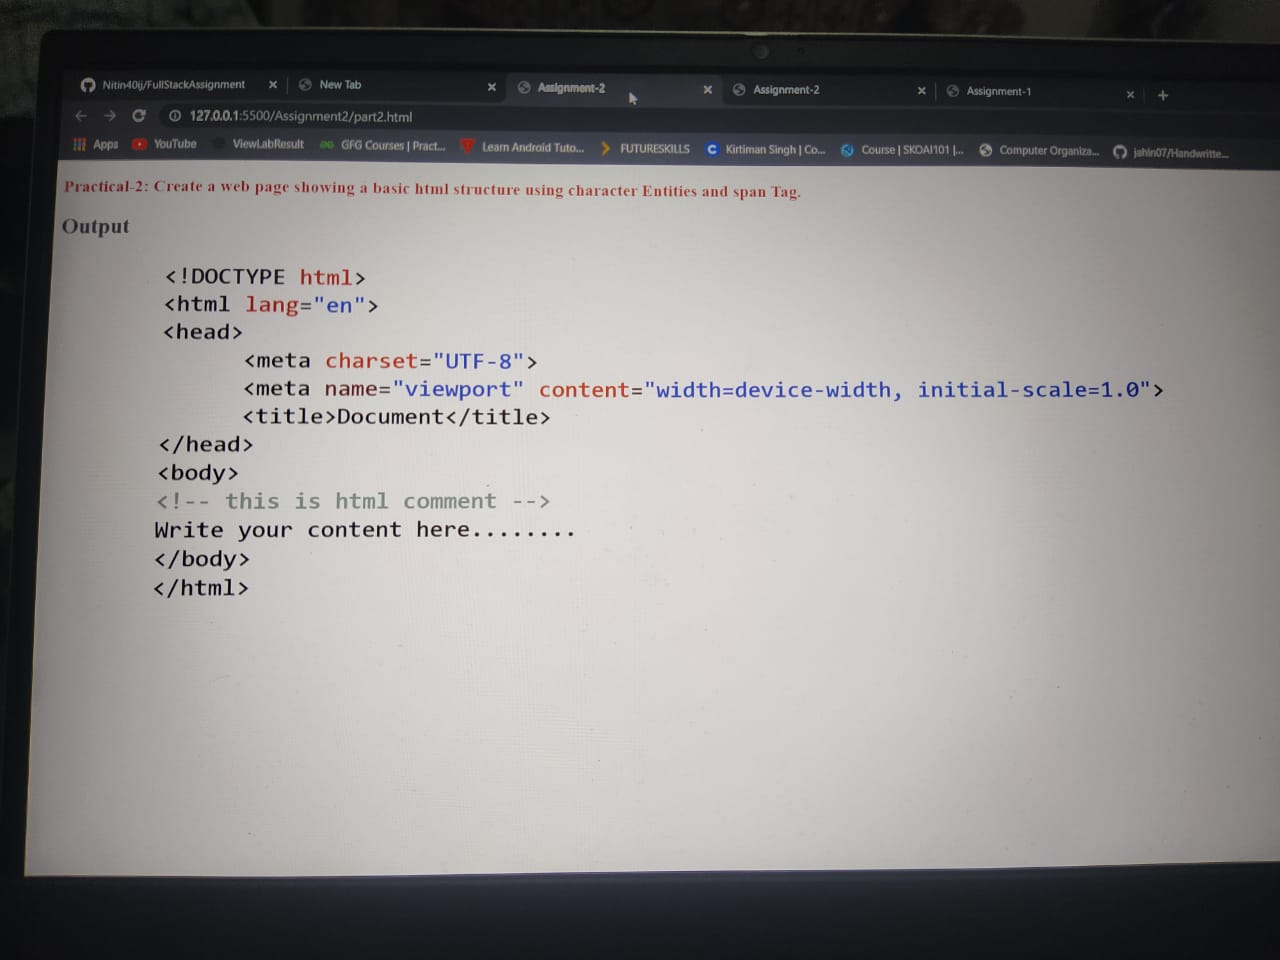 Nitin40ij/FullStackAssignment
New Tab
Assignment-2
Assignment-2
Assignment-1
127.0.0.1:5500/Assignment2/part2.html
Apps
YouTube
ViewLabResult
GFG Courses | Pract...
Learn Android Tuto...
FUTURESKILLS
Kirtiman Singh | Co...
Course | SKOAI101 |...
Computer Organiza...
jahin07/Handwritte...
Practical-2: Create a web page showing a basic html structure using character Entities and span Tag.
Output
<!DOCTYPE html>
<html lang="en">
<head>
<meta charset="UTF-8">
<meta name="viewport" content="width=device-width, initial-scale=1.0">
<title>Document</title>
</head>
<body>
<!-- this is html comment -->
Write your content here........
</body>
</html>